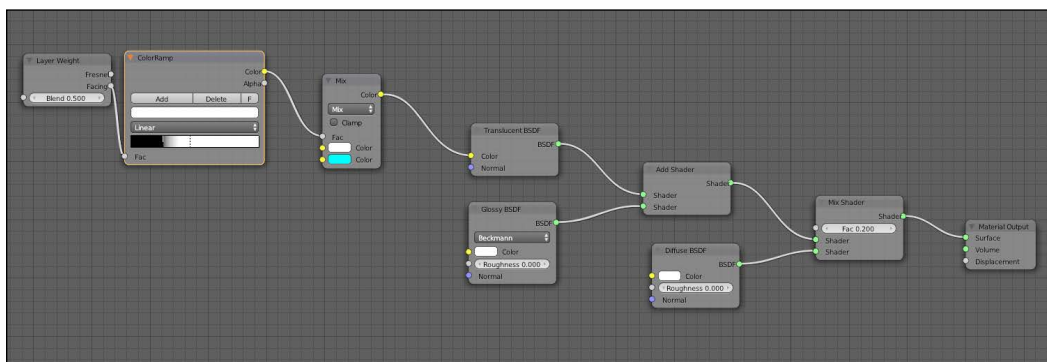 Layer Weight
Fresnel
Facing
Blend 0.500
ColorRamp
Color
Alpha
Add Delete F
Linear
Fac
Mix
Color
Mix
Clamp
Fac
Color
Color
Translucent BSDF
BSDF
Color
Normal
Glossy BSDF
BSDF
Beckmann
Color
Roughness 0.000
Normal
Add Shader
Shader
Shader
Shader
Diffuse BSDF
BSDF
Color
Roughness 0.000
Normal
Mix Shader
Shader
Fac 0.200
Shader
Shader
Material Output
Surface
Volume
Displacement